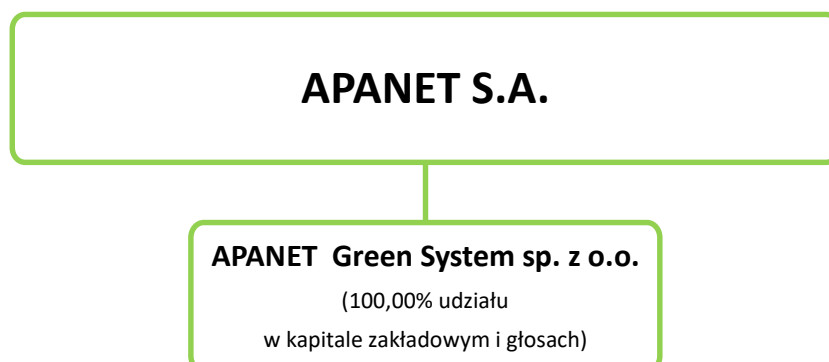 APANET S.A.
APANET Green System sp. z o.o.
(100,00% udziału
w kapitale zakładowym i głosach)